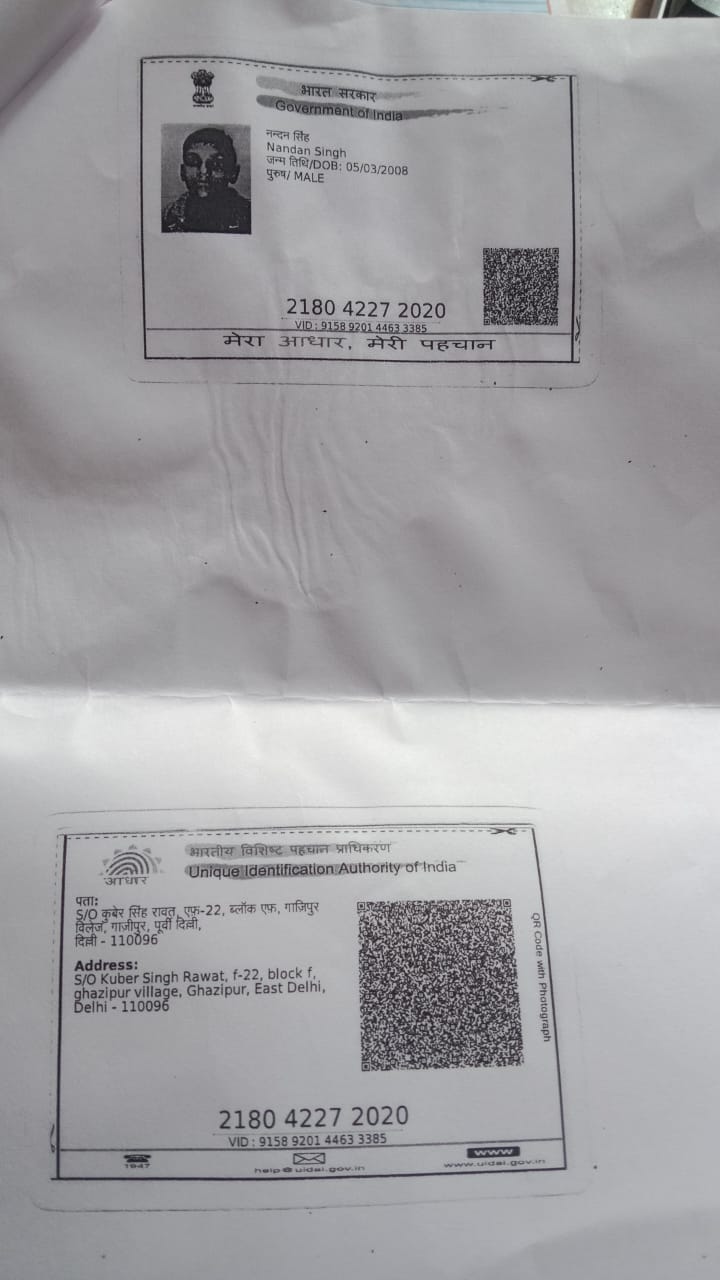 भारत सरकार
Government of India
नन्दन सिंह
Nandan Singh
जन्म तिथि/DOB: 05/03/2008
पुरुष/ MALE
2180 4227 2020
VID : 9158 9201 4463 3385
मेरा आधार, मेरी पहचान
भारतीय विशिष्ट पहचान प्राधिकरण
Unique Identification Authority of India
आधार
पता:
S/O कुबेर सिंह रावत, एफ-22, ब्लॉक एफ, गाजिपुर
विलेज, गाज़ीपुर, पूर्वी दिल्ली,
दिल्ली - 110096
Address:
S/O Kuber Singh Rawat, f-22, block f,
ghazipur village, Ghazipur, East Delhi,
Delhi - 110096
QR Code with Photograph
2180 4227 2020
VID : 9158 9201 4463 3385
1947
help@uidai.gov.in
www
www.uidai.gov.in